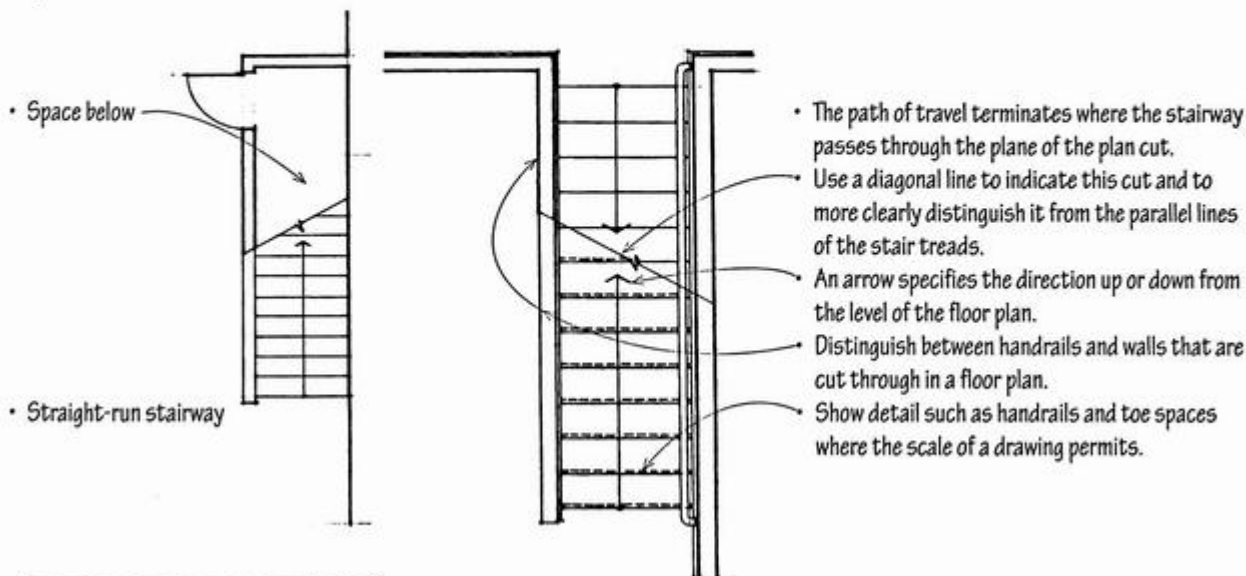 • Space below
• Straight-run stairway
• The path of travel terminates where the stairway
passes through the plane of the plan cut.
• Use a diagonal line to indicate this cut and to
more clearly distinguish it from the parallel lines
of the stair treads.
• An arrow specifies the direction up or down from
the level of the floor plan.
• Distinguish between handrails and walls that are
cut through in a floor plan.
• Show detail such as handrails and toe spaces
where the scale of a drawing permits.